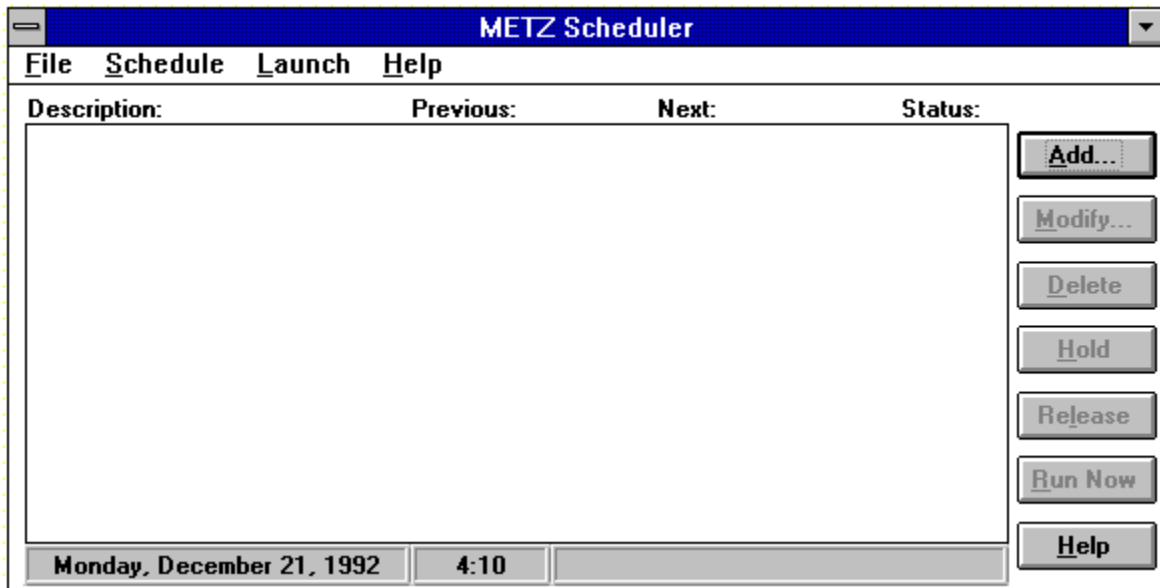 METZ Scheduler
File Schedule Launch Help
Description: Previous: Next: Status:
Add...
Modify...
Delete
Hold
Release
Run Now
Help
Monday, December 21, 1992 4:10